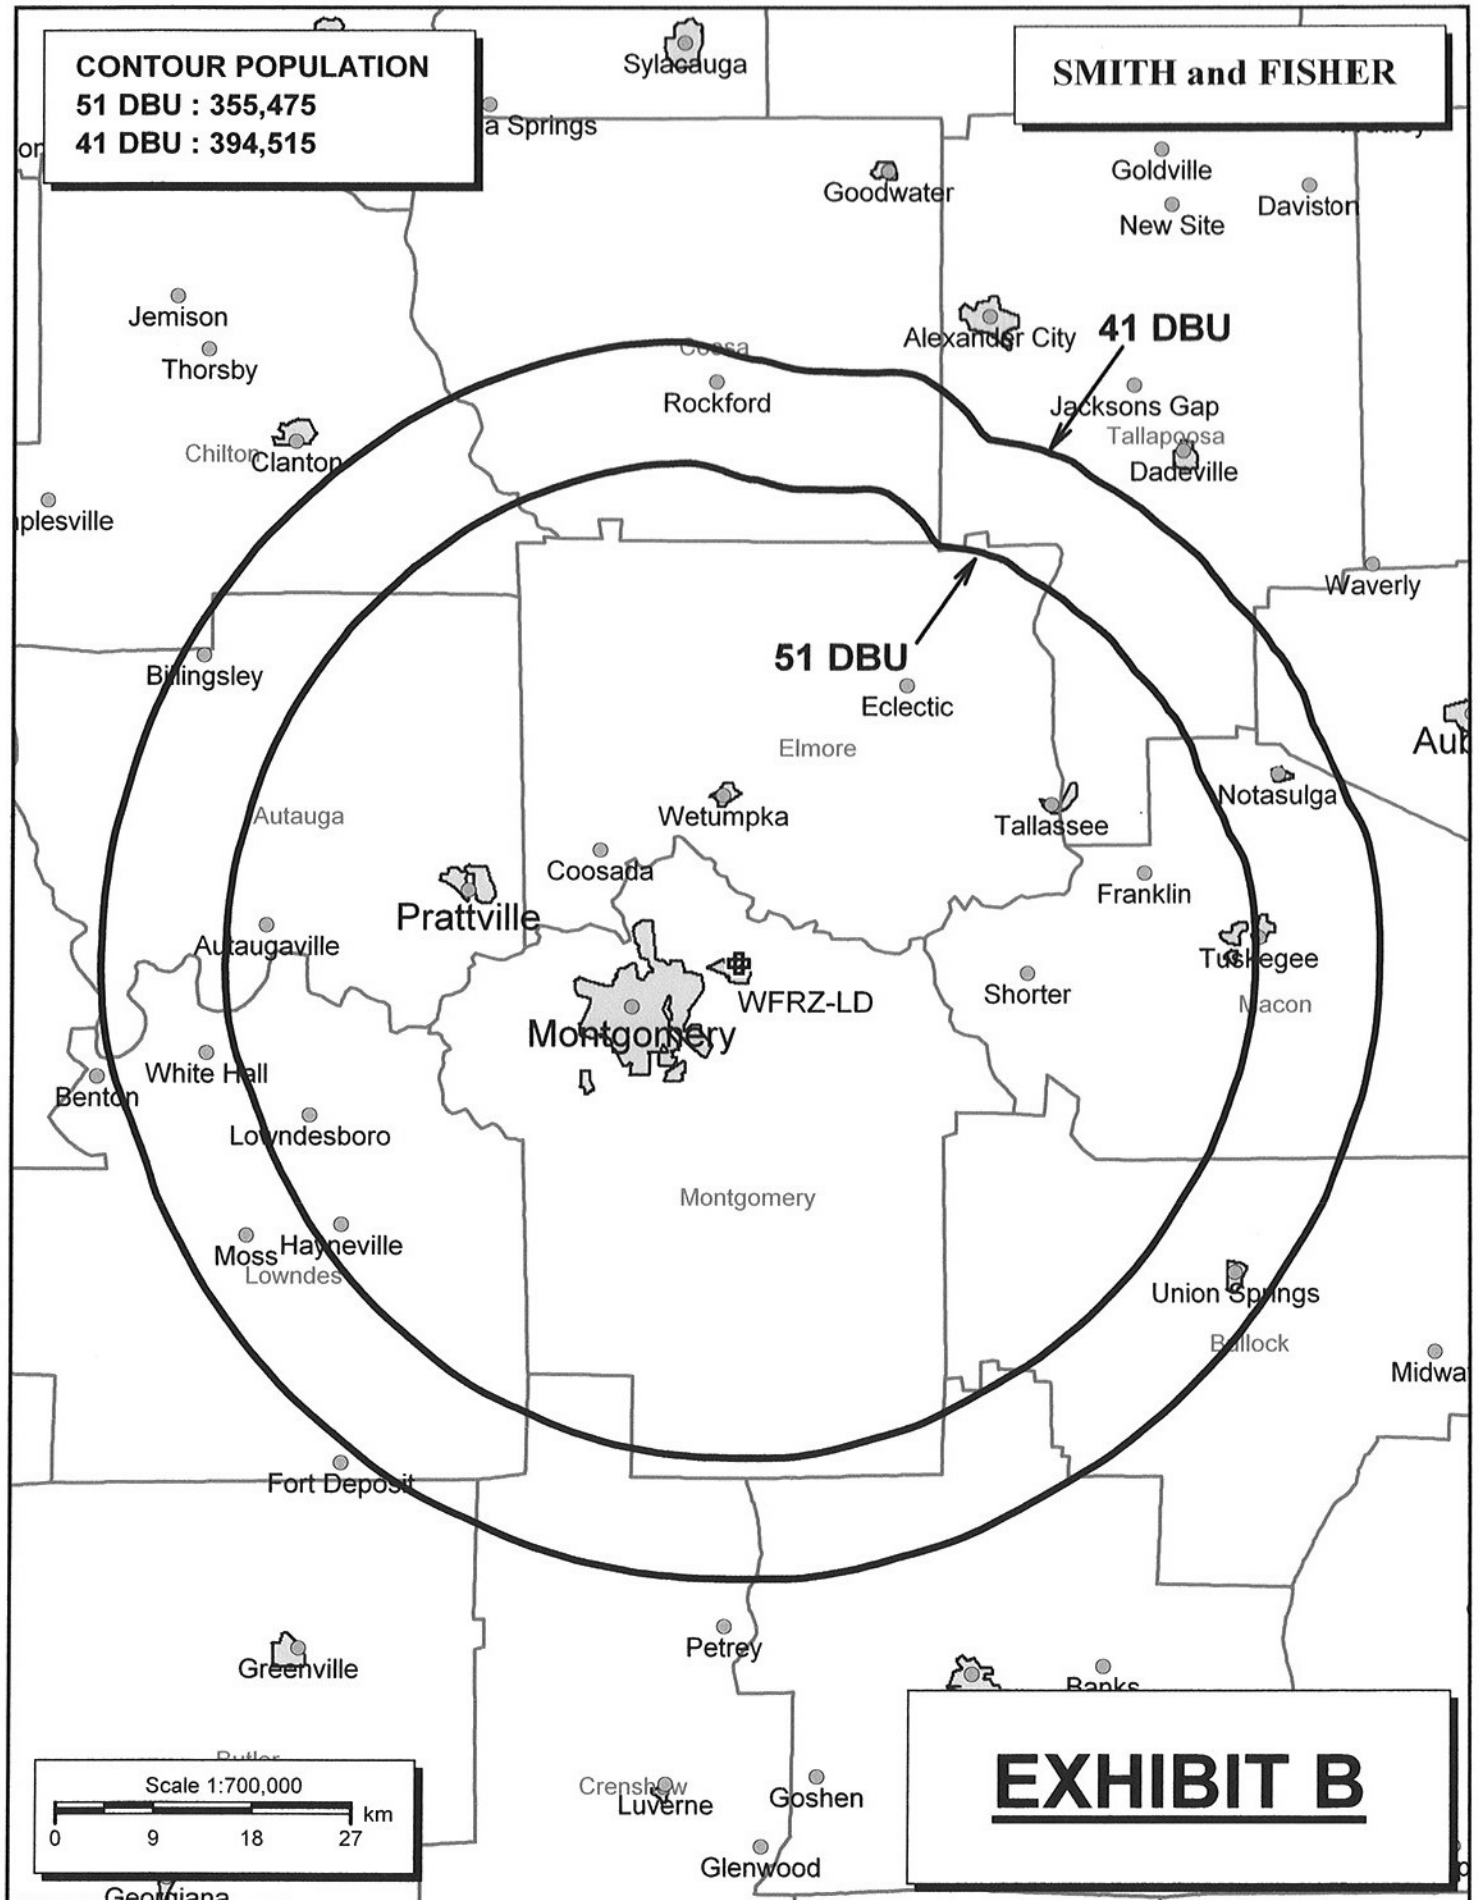 CONTOUR POPULATION
51 DBU : 355,475
41 DBU : 394,515
SMITH and FISHER
Sylacauga
a Springs
Goodwater
Goldville
Daviston
New Site
Jemison
Thorsby
Alexander City
41 DBU
Coosa
Rockford
Jacksons Gap
Tallapoosa
Dadeville
Chilton
Clanton
plesville
Waverly
Billingsley
51 DBU
Eclectic
Elmore
Aub
Notasulga
Wetumpka
Tallassee
Autauga
Coosada
Franklin
Prattville
Autaugaville
Tuskegee
Shorter
WFRZ-LD
Macon
Montgomery
White Hall
Benton
Lowndesboro
Montgomery
Moss
Hayneville
Lowndes
Union Springs
Bullock
Midwa
Fort Deposit
Petrey
Greenville
Banks
EXHIBIT B
Butler
Scale 1:700,000
km
0 9 18 27
Crenshaw
Luverne
Goshen
Glenwood
Georgiana